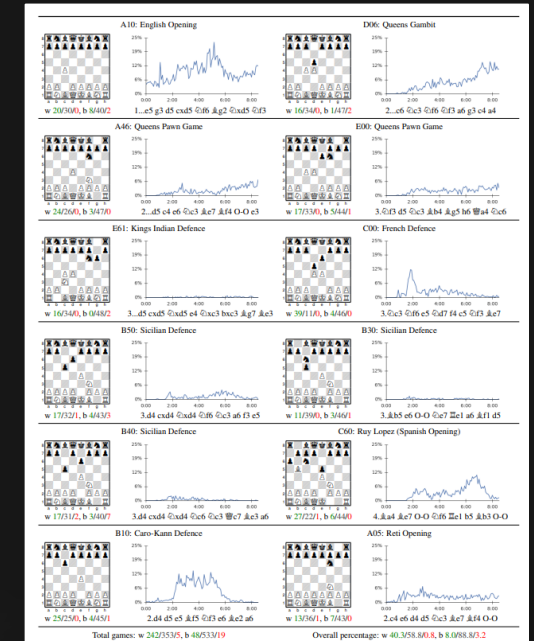 A10: English Opening
w 20/30/0, b 8/40/2
1...e5 g3 d5 cxd5 ♘f6 ♗g2 ♘xd5 ♘f3
D06: Queens Gambit
w 16/34/0, b 1/47/2
2...c6 ♘c3 ♘f6 ♘f3 a6 g3 c4 a4
A46: Queens Pawn Game
w 24/26/0, b 3/47/0
2...d5 c4 e6 ♘c3 ♗e7 ♗f4 O-O e3
E00: Queens Pawn Game
w 17/33/0, b 5/44/1
3.♘f3 d5 ♘c3 ♗b4 ♗g5 h6 ♕a4 ♘c6
E61: Kings Indian Defence
w 16/34/0, b 0/48/2
3...d5 cxd5 ♘xd5 e4 ♘xc3 bxc3 ♗g7 ♗e3
C00: French Defence
w 39/11/0, b 4/46/0
3.♘c3 ♘f6 e5 ♘d7 f4 c5 ♘f3 ♗e7
B50: Sicilian Defence
w 17/32/1, b 4/43/3
3.d4 cxd4 ♘xd4 ♘f6 ♘c3 a6 f3 e5
B30: Sicilian Defence
w 11/39/0, b 3/46/1
3.♗b5 e6 O-O ♘e7 ♖e1 a6 ♗f1 d5
B40: Sicilian Defence
w 17/31/2, b 3/40/7
3.d4 cxd4 ♘xd4 ♘c6 ♘c3 ♕c7 ♗e3 a6
C60: Ruy Lopez (Spanish Opening)
w 27/22/1, b 6/44/0
4.♗a4 ♗e7 O-O ♘f6 ♖e1 b5 ♗b3 O-O
B10: Caro-Kann Defence
w 25/25/0, b 4/45/1
2.d4 d5 e5 ♗f5 ♘f3 e6 ♗e2 a6
A05: Reti Opening
w 13/36/1, b 7/43/0
2.c4 e6 d4 d5 ♘c3 ♗e7 ♗f4 O-O
Total games: w 242/353/5, b 48/533/19
Overall percentage: w 40.3/58.8/0.8, b 8.0/88.8/3.2